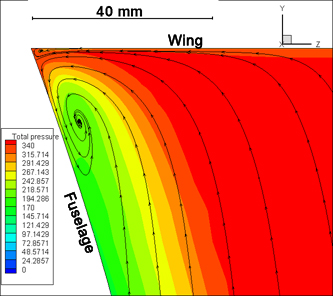 40 mm
Y
X
Z
Wing
Fuselage
Total pressure
340
315.714
291.429
267.143
242.857
218.571
194.286
170
145.714
121.429
97.1429
72.8571
48.5714
24.2857
0